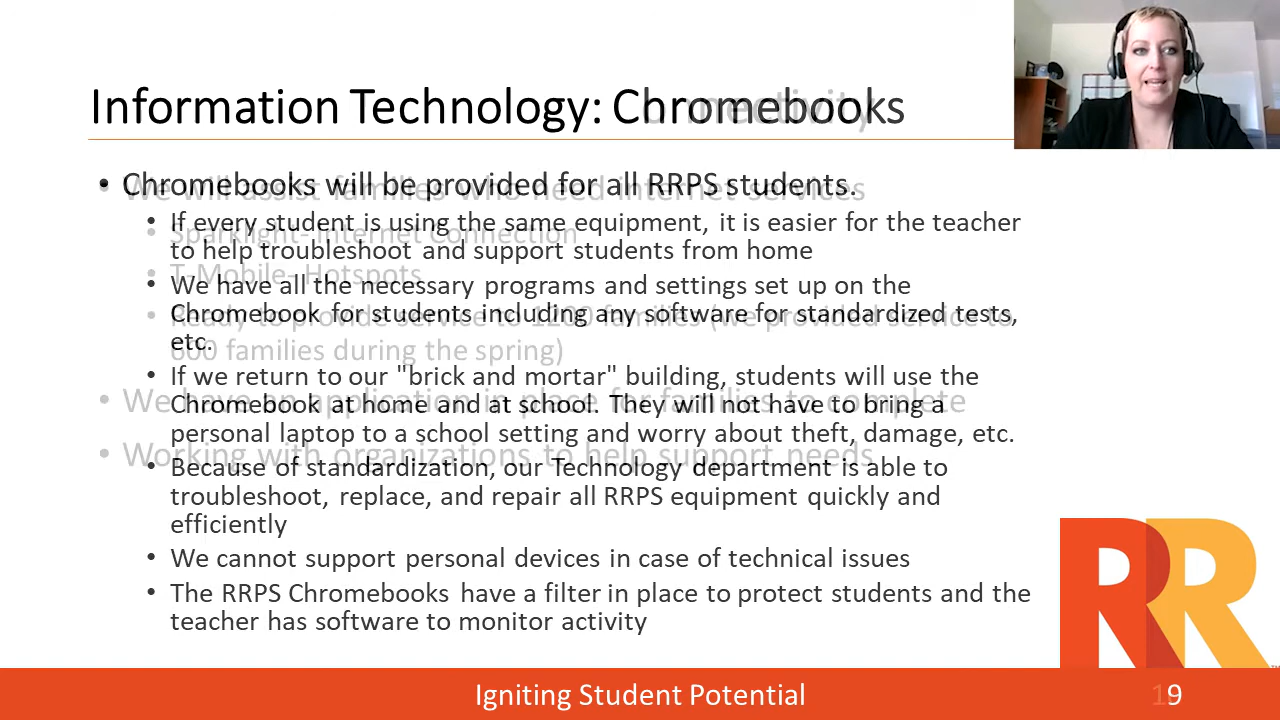 Information Technology: Chromebooks
• Chromebooks will be provided for all RRPS students.
• We will assist families who need internet services
• If every student is using the same equipment, it is easier for the teacher
• Sparklight- Internet Connection
to help troubleshoot and support students from home
• T-Mobile- Hotspots
• We have all the necessary programs and settings set up on the
Chromebook for students including any software for standardized tests,
• Ready to provide service to 1200 families (we provided service to
etc.
600 families during the spring)
• If we return to our "brick and mortar" building, students will use the
• We have an application in place for families to complete
Chromebook at home and at school. They will not have to bring a
personal laptop to a school setting and worry about theft, damage, etc.
• Working with organizations to help support needs
• Because of standardization, our Technology department is able to
troubleshoot, replace, and repair all RRPS equipment quickly and
efficiently
• We cannot support personal devices in case of technical issues
• The RRPS Chromebooks have a filter in place to protect students and the
teacher has software to monitor activity
RR
Igniting Student Potential
19